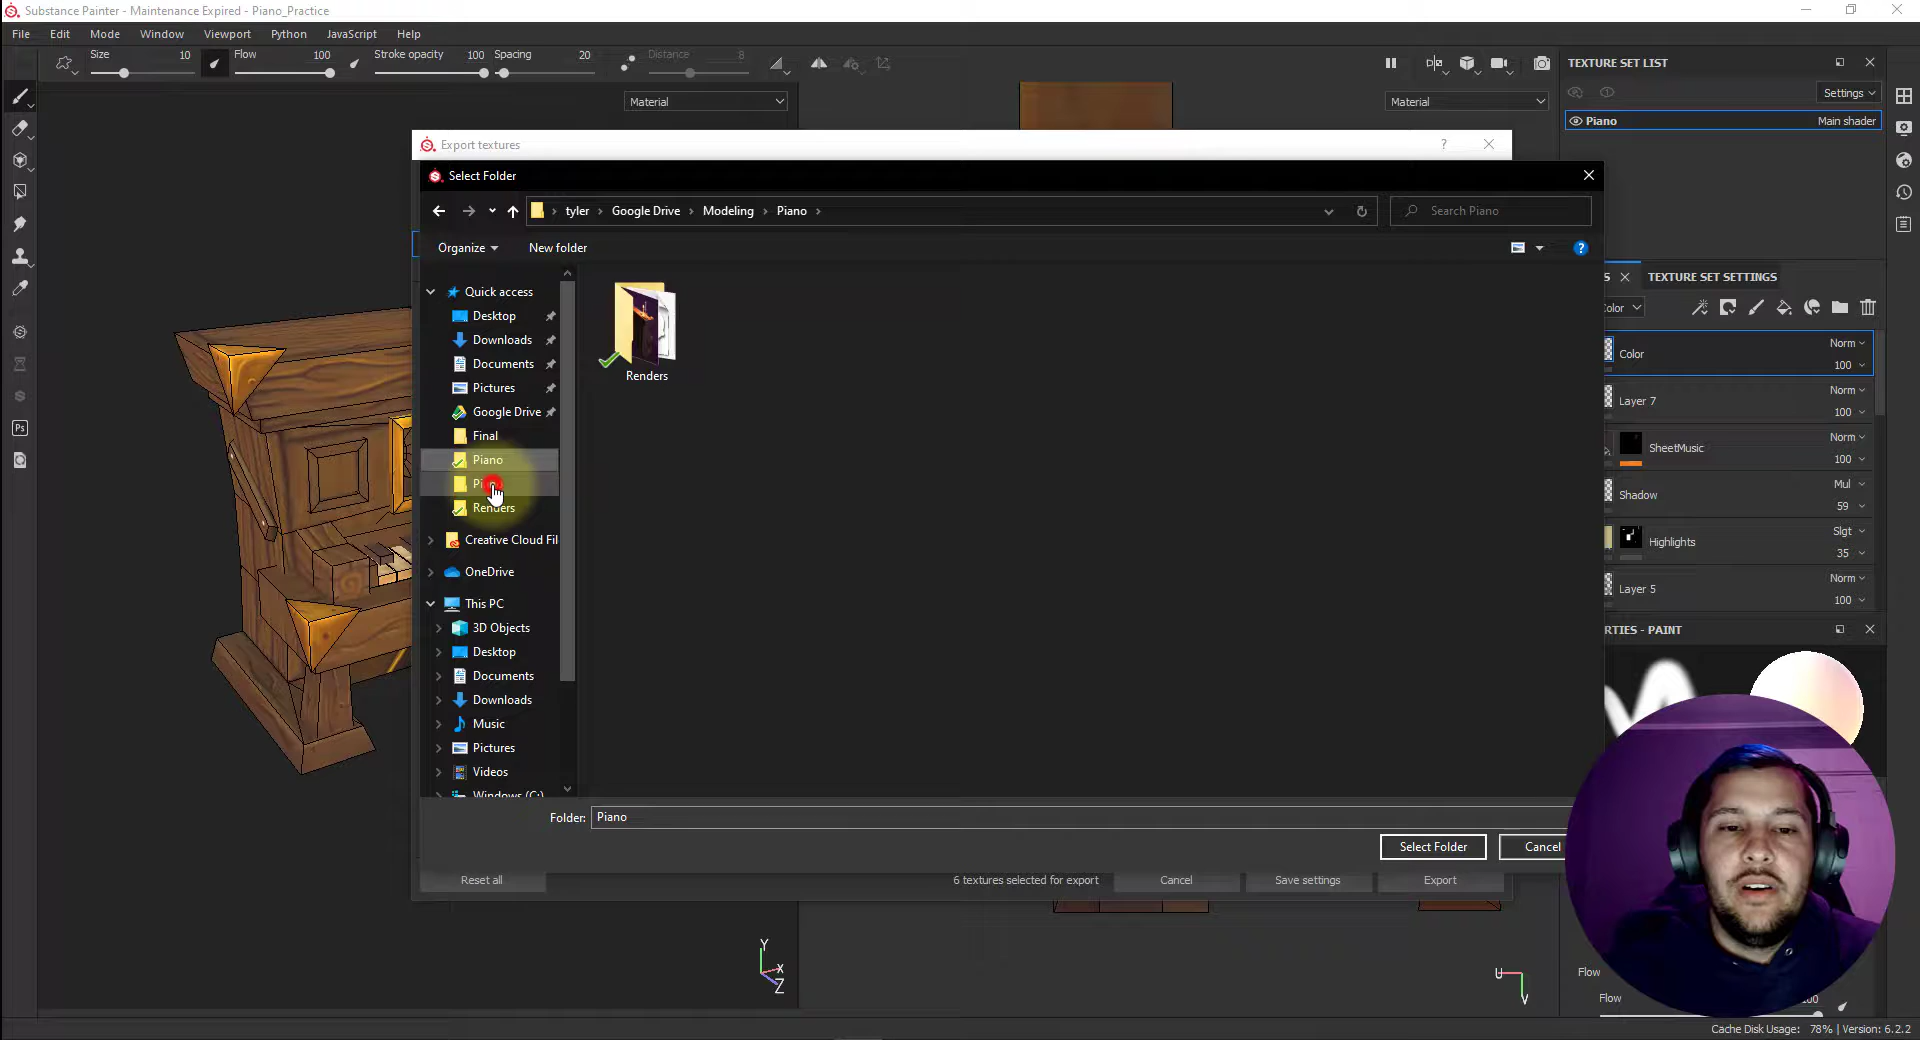 Substance Painter - Maintenance Expired - Piano_Practice
File Edit Mode Window Viewport Python JavaScript Help
Size 10 Flow 100 Stroke opacity 100 Spacing 20 Distance 8
Material
Material
TEXTURE SET LIST
Settings
Piano Main shader
Export textures
Select Folder
tyler Google Drive Modeling Piano
Search Piano
Organize New folder
Quick access
Desktop
Downloads
Documents
Pictures
Google Drive
Final
Piano
Renders
Creative Cloud Fil
OneDrive
This PC
3D Objects
Desktop
Documents
Downloads
Music
Pictures
Videos
Windows (C:)
Renders
Folder: Piano
Select Folder Cancel
Reset all 6 textures selected for export Cancel Save settings Export
S TEXTURE SET SETTINGS
olor
Color Norm 100
Layer 7 Norm 100
SheetMusic Norm 100
Shadow Mul 59
Highlights Slgt 35
Layer 5 Norm 100
RTIES - PAINT
Ps
Y
X
Z
U
V
Flow
Flow 00
Cache Disk Usage: 78% | Version: 6.2.2